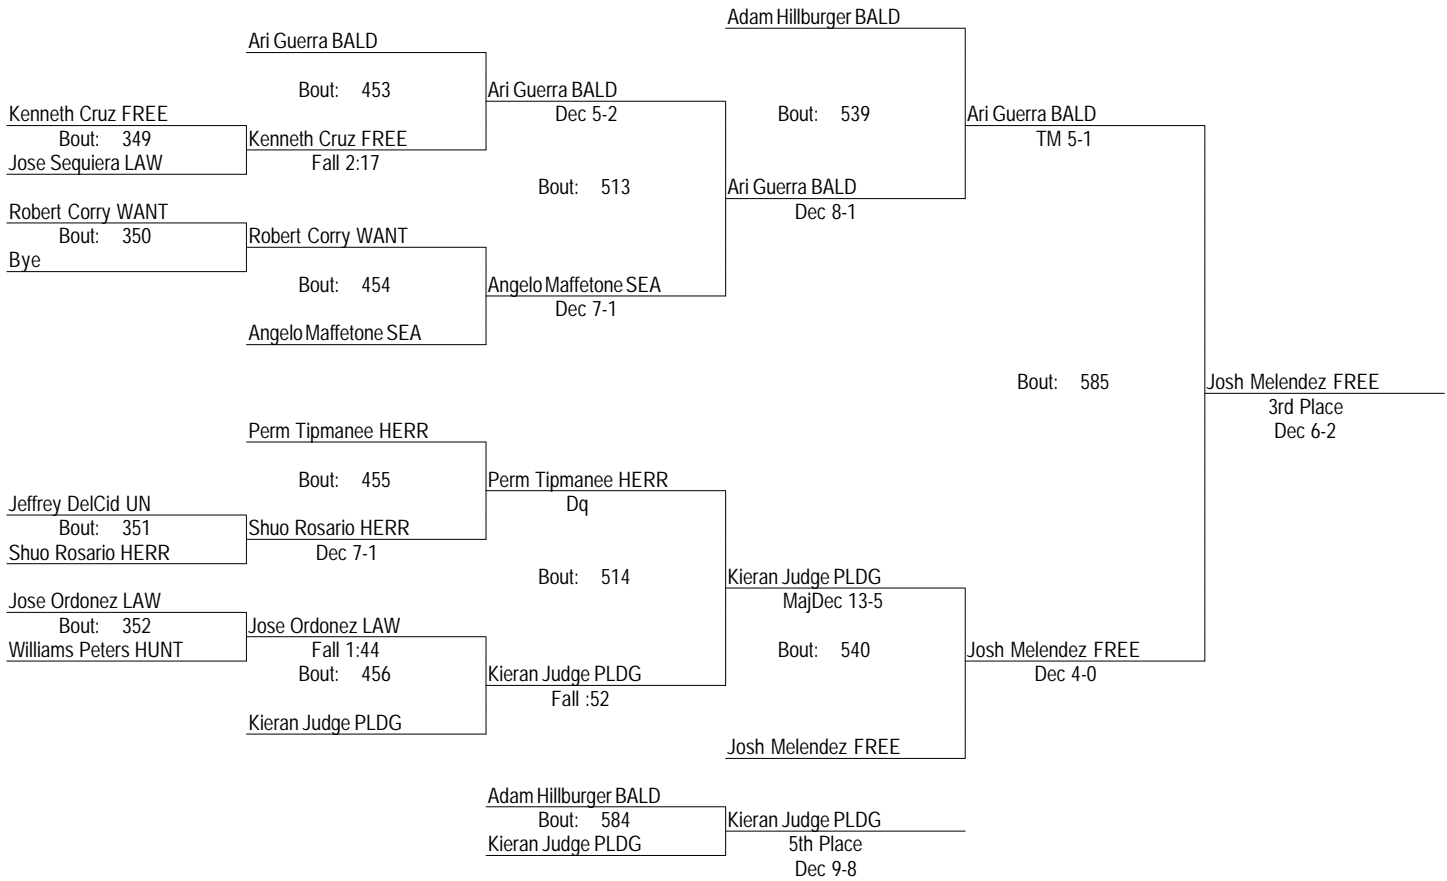 Adam Hillburger BALD
Ari Guerra BALD
Bout: 453
Ari Guerra BALD
Dec 5-2
Bout: 539
Ari Guerra BALD
TM 5-1
Kenneth Cruz FREE
Bout: 349
Jose Sequiera LAW
Kenneth Cruz FREE
Fall 2:17
Bout: 513
Ari Guerra BALD
Dec 8-1
Robert Corry WANT
Bout: 350
Bye
Robert Corry WANT
Bout: 454
Angelo Maffetone SEA
Dec 7-1
Angelo Maffetone SEA
Bout: 585
Josh Melendez FREE
3rd Place
Dec 6-2
Perm Tipmanee HERR
Bout: 455
Perm Tipmanee HERR
Dq
Jeffrey DelCid UN
Bout: 351
Shuo Rosario HERR
Shuo Rosario HERR
Dec 7-1
Bout: 514
Kieran Judge PLDG
MajDec 13-5
Jose Ordonez LAW
Bout: 352
Williams Peters HUNT
Jose Ordonez LAW
Fall 1:44
Bout: 456
Kieran Judge PLDG
Fall :52
Bout: 540
Josh Melendez FREE
Dec 4-0
Kieran Judge PLDG
Josh Melendez FREE
Adam Hillburger BALD
Bout: 584
Kieran Judge PLDG
Kieran Judge PLDG
5th Place
Dec 9-8